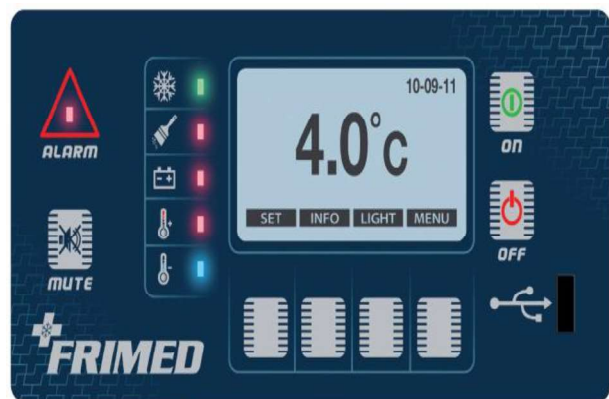 10-09-11
4.0°C
SET INFO LIGHT MENU
ALARM
MUTE
ON
OFF
FRIMED